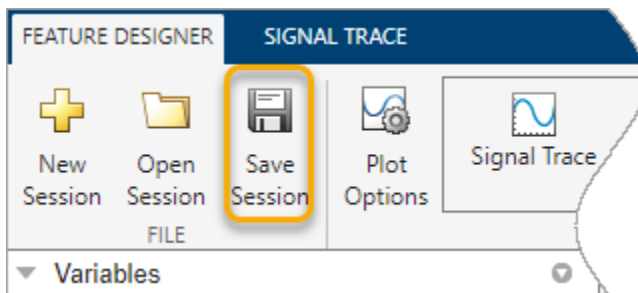 FEATURE DESIGNER SIGNAL TRACE
New Session
Open Session
Save Session
Plot Options
Signal Trace
FILE
Variables